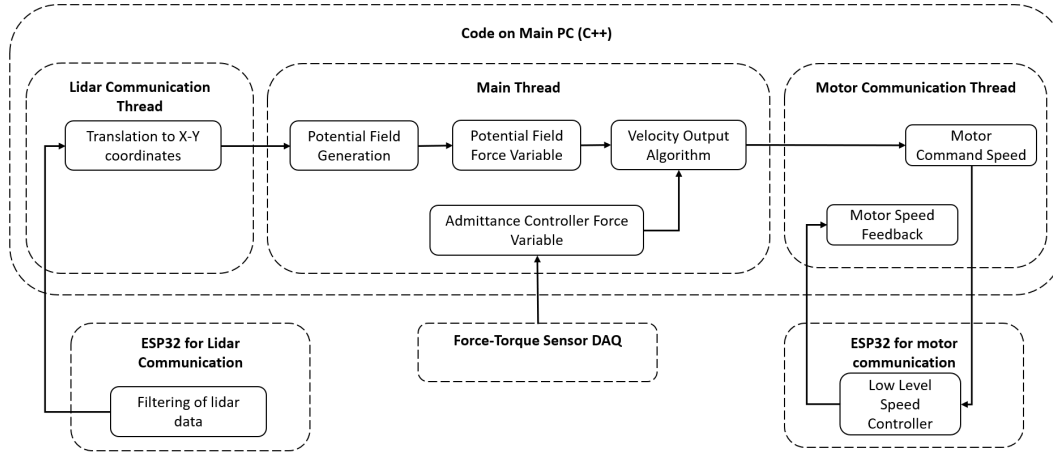 Code on Main PC (C++)
Lidar Communication
Thread
Translation to X-Y
coordinates
Main Thread
Potential Field
Generation
Potential Field
Force Variable
Velocity Output
Algorithm
Admittance Controller Force
Variable
Motor Communication Thread
Motor
Command Speed
Motor Speed
Feedback
ESP32 for Lidar
Communication
Filtering of lidar
data
Force-Torque Sensor DAQ
ESP32 for motor
communication
Low Level
Speed
Controller